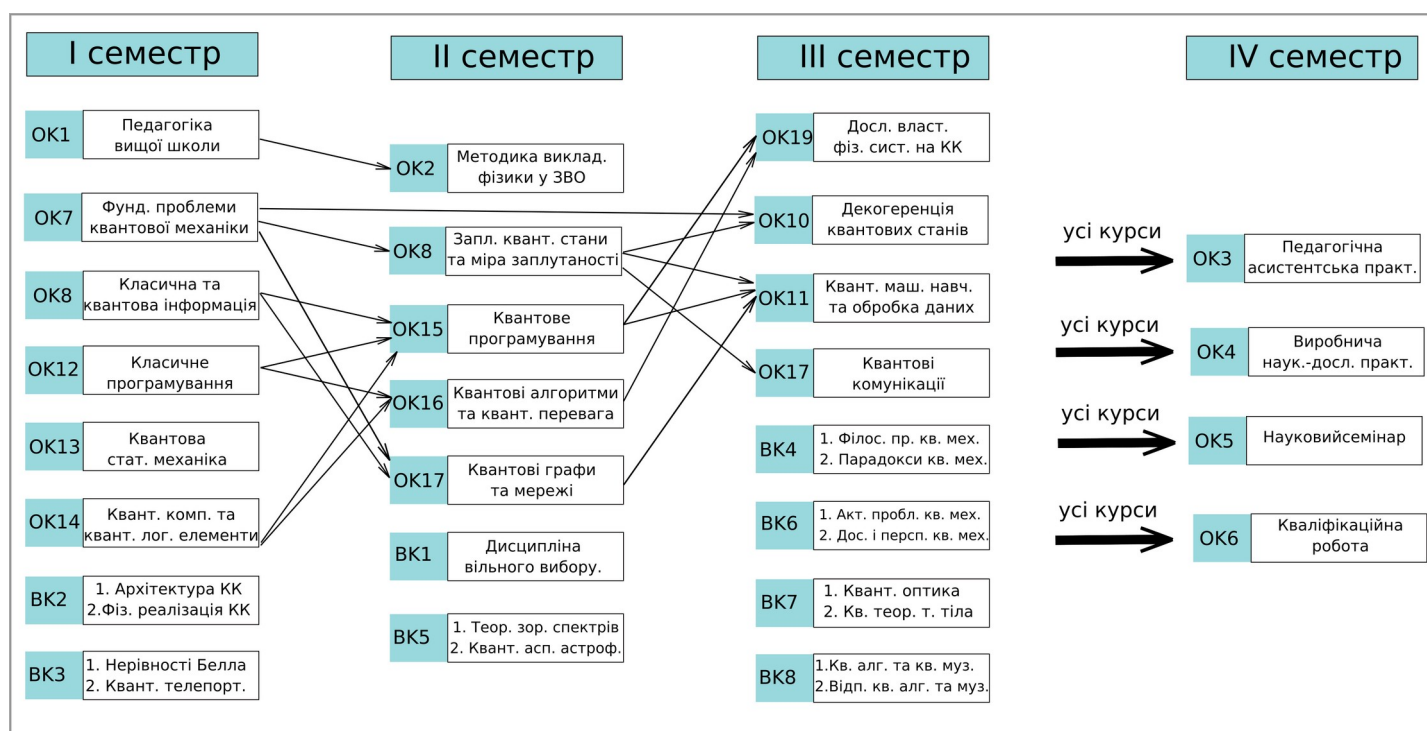 I семестр
ОК1
Педагогіка
вищої школи
ОК7
Фунд. проблеми
квантової механіки
ОК8
Класична та
квантова інформація
ОК12
Класичне
програмування
ОК13
Квантова
стат. механіка
ОК14
Квант. комп. та
квант. лог. елементи
ВК2
1. Архітектура КК
2.Фіз. реалізація КК
ВК3
1. Нерівності Белла
2. Квант. телепорт.
II семестр
ОК2
Методика виклад.
фізики у ЗВО
ОК8
Запл. квант. стани
та міра заплутаності
ОК15
Квантове
програмування
ОК16
Квантові алгоритми
та квант. перевага
ОК17
Квантові графи
та мережі
ВК1
Дисципліна
вільного вибору.
ВК5
1. Теор. зор. спектрів
2. Квант. асп. астроф.
III семестр
ОК19
Досл. власт.
фіз. сист. на КК
ОК10
Декогеренція
квантових станів
ОК11
Квант. маш. навч.
та обробка даних
ОК17
Квантові
комунікації
ВК4
1. Філос. пр. кв. мех.
2. Парадокси кв. мех.
ВК6
1. Акт. пробл. кв. мех.
2. Дос. і персп. кв. мех.
ВК7
1. Квант. оптика
2. Кв. теор. т. тіла
ВК8
1.Кв. алг. та кв. муз.
2.Відп. кв. алг. та муз.
IV семестр
усі курси
ОК3
Педагогічна
асистентська практ.
усі курси
ОК4
Виробнича
наук.-досл. практ.
усі курси
ОК5
Науковийсемінар
усі курси
ОК6
Кваліфікаційна
робота